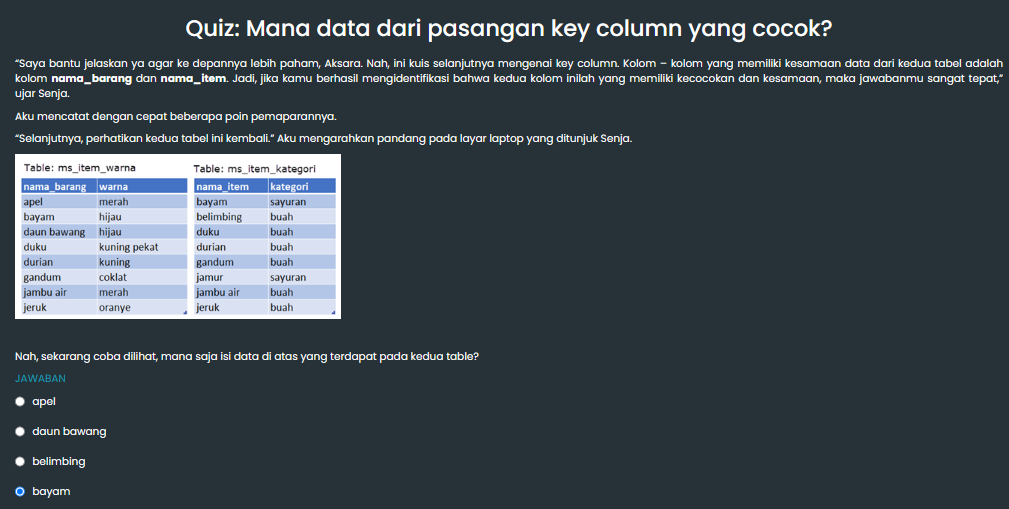 Quiz: Mana data dari pasangan key column yang cocok?
“Saya bantu jelaskan ya agar ke depannya lebih paham, Aksara. Nah, ini kuis selanjutnya mengenai key column. Kolom – kolom yang memiliki kesamaan data dari kedua tabel adalah
kolom nama_barang dan nama_item. Jadi, jika kamu berhasil mengidentifikasi bahwa kedua kolom inilah yang memiliki kecocokan dan kesamaan, maka jawabanmu sangat tepat,”
ujar Senja.
Aku mencatat dengan cepat beberapa poin pemaparannya.
“Selanjutnya, perhatikan kedua tabel ini kembali.” Aku mengarahkan pandang pada layar laptop yang ditunjuk Senja.
Table: ms_item_warna
nama_barang warna
apel merah
bayam hijau
daun bawang hijau
duku kuning pekat
durian kuning
gandum coklat
jambu air merah
jeruk oranye
Table: ms_item_kategori
nama_item kategori
bayam sayuran
belimbing buah
duku buah
durian buah
gandum buah
jamur sayuran
jambu air buah
jeruk buah
Nah, sekarang coba dilihat, mana saja isi data di atas yang terdapat pada kedua table?
JAWABAN
apel
daun bawang
belimbing
bayam